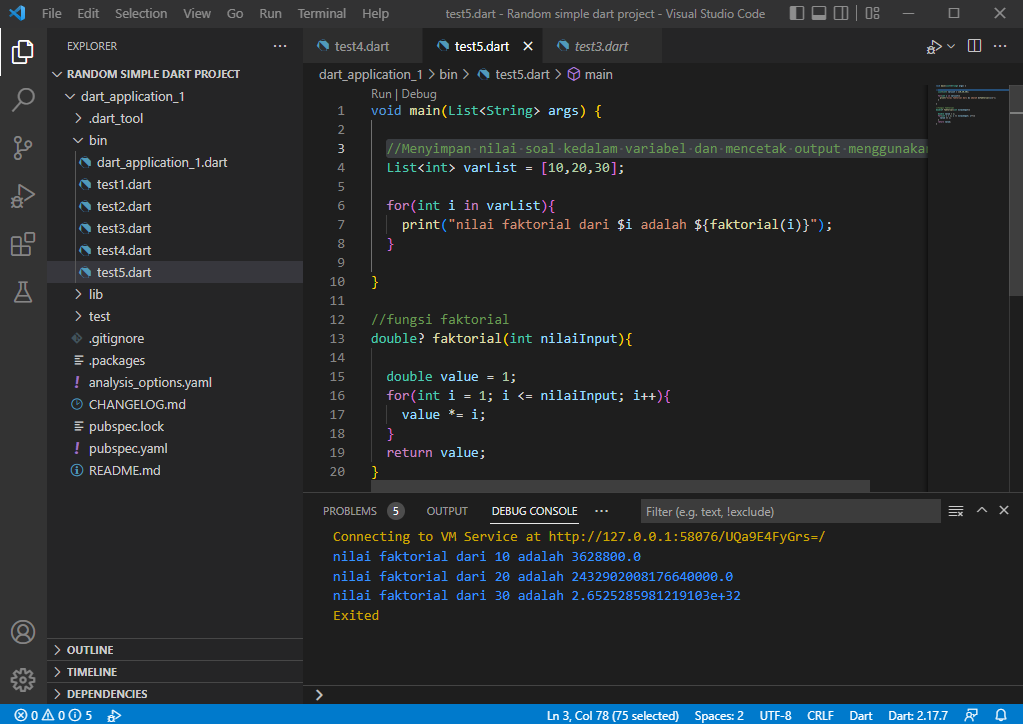 File Edit Selection View Go Run Terminal Help test5.dart - Random simple dart project - Visual Studio Code
EXPLORER
RANDOM SIMPLE DART PROJECT
dart_application_1
.dart_tool
bin
dart_application_1.dart
test1.dart
test2.dart
test3.dart
test4.dart
test5.dart
lib
test
.gitignore
.packages
analysis_options.yaml
CHANGELOG.md
pubspec.lock
pubspec.yaml
README.md
OUTLINE
TIMELINE
DEPENDENCIES
test4.dart test5.dart test3.dart
dart_application_1 > bin > test5.dart > main
Run | Debug
1 void main(List<String> args) {
2
3 //Menyimpan nilai soal kedalam variabel dan mencetak output menggunakan
4 List<int> varList = [10,20,30];
5
6 for(int i in varList){
7 print("nilai faktorial dari $i adalah ${faktorial(i)}");
8 }
9
10 }
11
12 //fungsi faktorial
13 double? faktorial(int nilaiInput){
14
15 double value = 1;
16 for(int i = 1; i <= nilaiInput; i++){
17 value *= i;
18 }
19 return value;
20 }
PROBLEMS 5 OUTPUT DEBUG CONSOLE ... Filter (e.g. text, !exclude)
Connecting to VM Service at http://127.0.0.1:58076/UQa9E4FyGrs=/
nilai faktorial dari 10 adalah 3628800.0
nilai faktorial dari 20 adalah 2432902008176640000.0
nilai faktorial dari 30 adalah 2.6525285981219103e+32
Exited
>
0 0 5 Ln 3, Col 78 (75 selected) Spaces: 2 UTF-8 CRLF Dart Dart: 2.17.7